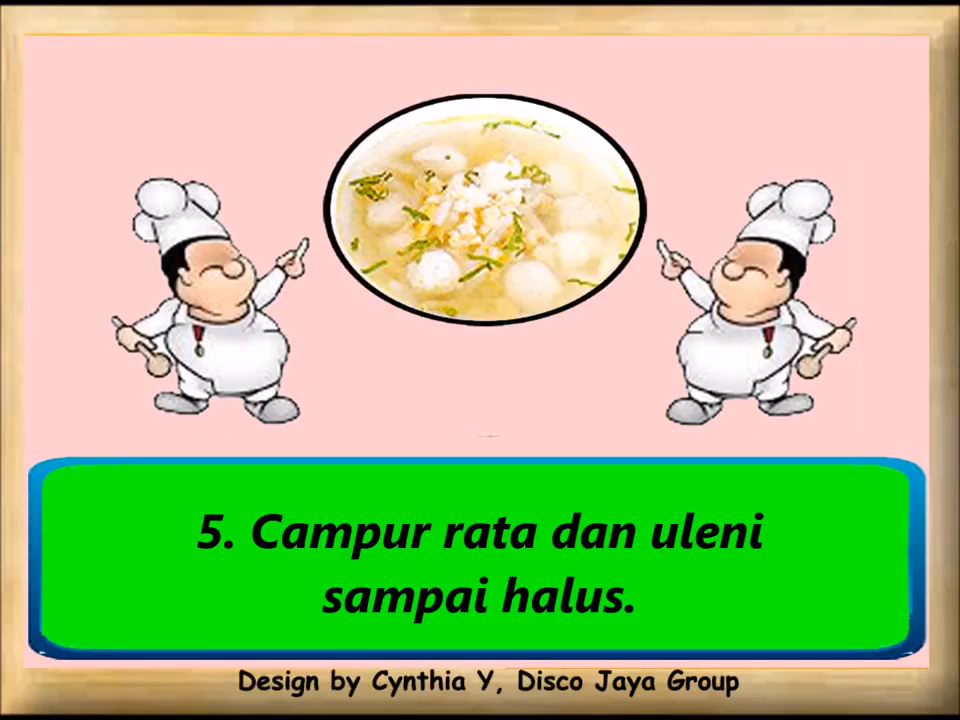 5. Campur rata dan uleni
sampai halus.
Design by Cynthia Y, Disco Jaya Group